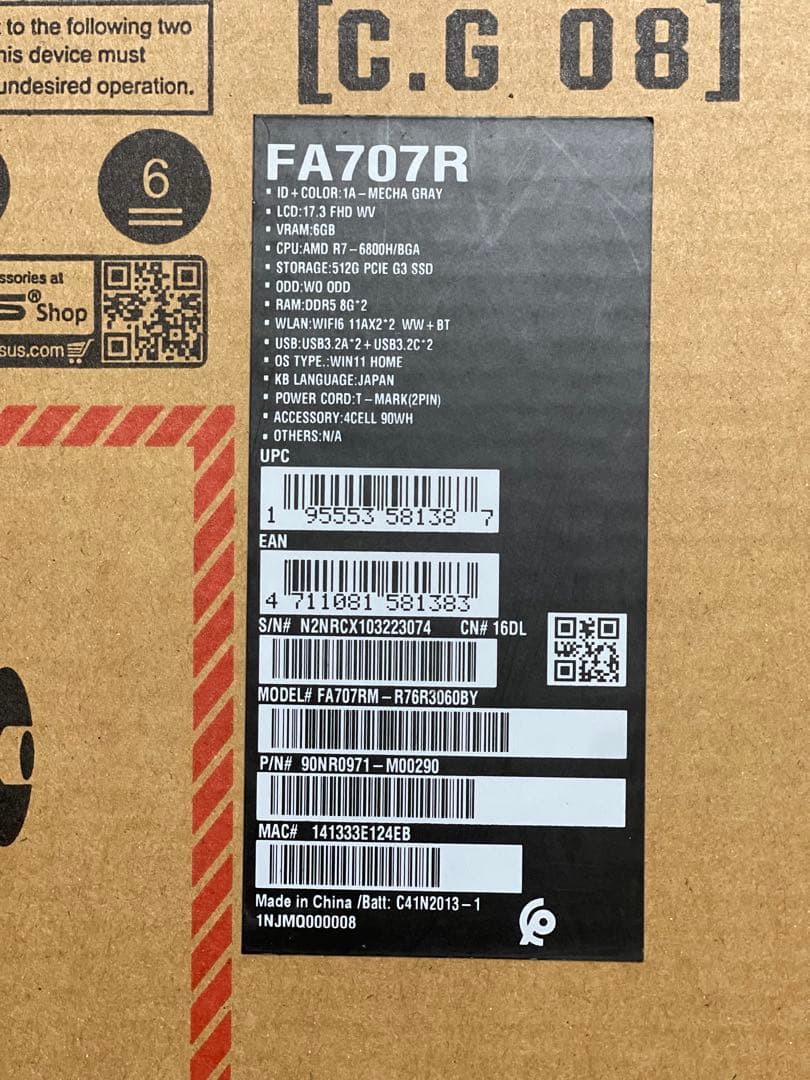 to the following two
his device must
undesired operation.
[C.G 08]
6
ssories at
S® Shop
sus.com
FA707R
▪ ID+COLOR:1A-MECHA GRAY
▪ LCD:17.3 FHD WV
▪ VRAM:6GB
▪ CPU:AMD R7-6800H/BGA
▪ STORAGE:512G PCIE G3 SSD
▪ ODD:WO ODD
▪ RAM:DDR5 8G*2
▪ WLAN:WIFI6 11AX2*2 WW+BT
▪ USB:USB3.2A*2+USB3.2C*2
▪ OS TYPE.:WIN11 HOME
▪ KB LANGUAGE:JAPAN
▪ POWER CORD:T-MARK(2PIN)
▪ ACCESSORY:4CELL 90WH
▪ OTHERS:N/A
UPC
1 95553 58138 7
EAN
4 711081 581383
S/N# N2NRCX103223074 CN# 16DL
MODEL# FA707RM-R76R3060BY
P/N# 90NR0971-M00290
MAC# 141333E124EB
Made in China /Batt: C41N2013-1
1NJMQ000008